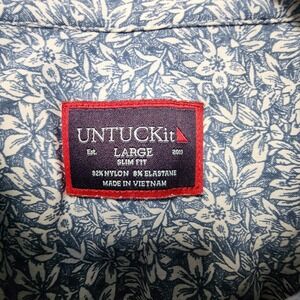 UNTUCKit
Est. LARGE 2011
SLIM FIT
92% NYLON 8% ELASTANE
MADE IN VIETNAM